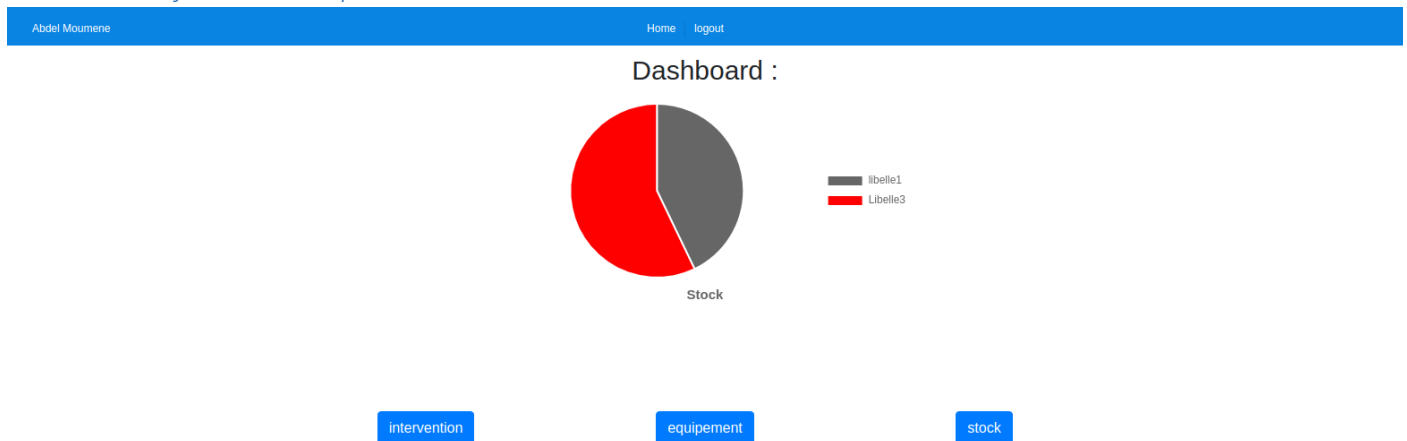 Abdel Moumene Home logout
Dashboard :
libelle1
Libelle3
Stock
intervention equipement stock